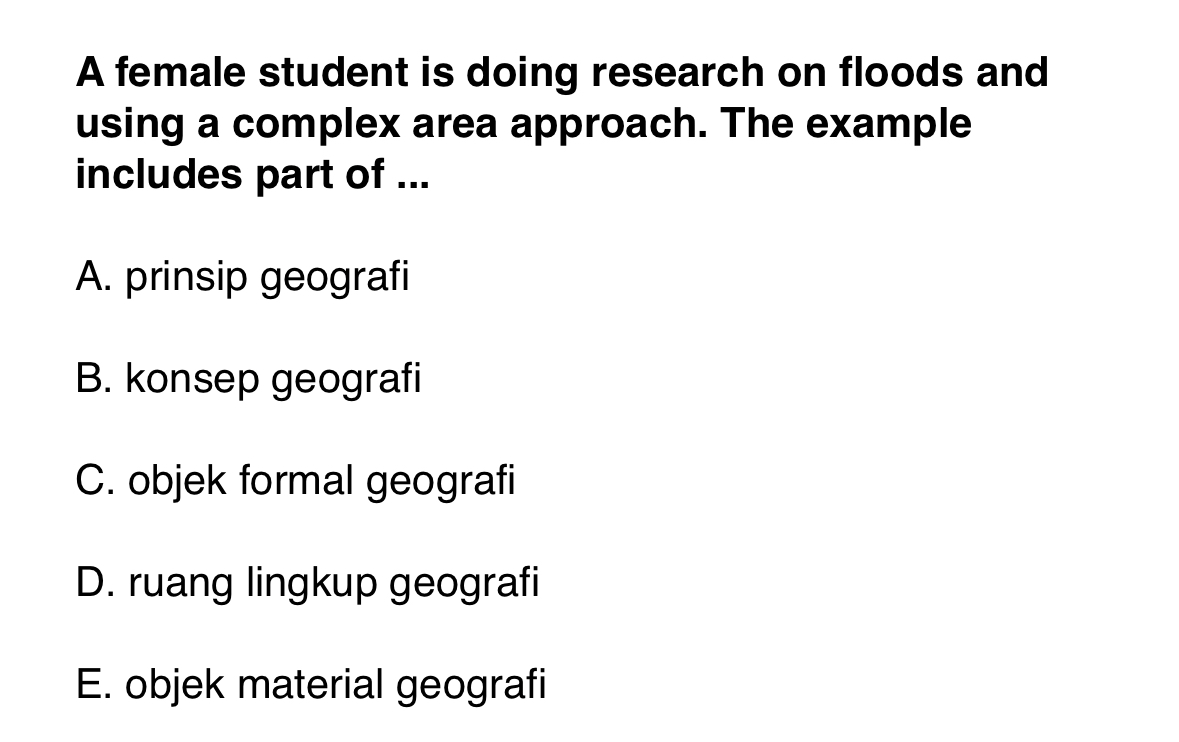 A female student is doing research on floods and
using a complex area approach. The example
includes part of ...
A. prinsip geografi
B. konsep geografi
C. objek formal geografi
D. ruang lingkup geografi
E. objek material geografi